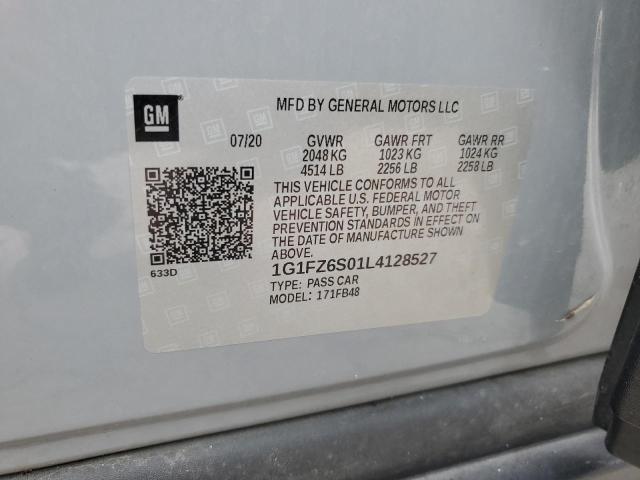 GM
MFD BY GENERAL MOTORS LLC
07/20 GVWR GAWR FRT GAWR RR
2048 KG 1023 KG 1024 KG
4514 LB 2256 LB 2258 LB
THIS VEHICLE CONFORMS TO ALL
APPLICABLE U.S. FEDERAL MOTOR
VEHICLE SAFETY, BUMPER, AND THEFT
PREVENTION STANDARDS IN EFFECT ON
THE DATE OF MANUFACTURE SHOWN
ABOVE.
1G1FZ6S01L4128527
TYPE: PASS CAR
MODEL: 171FB48
633D